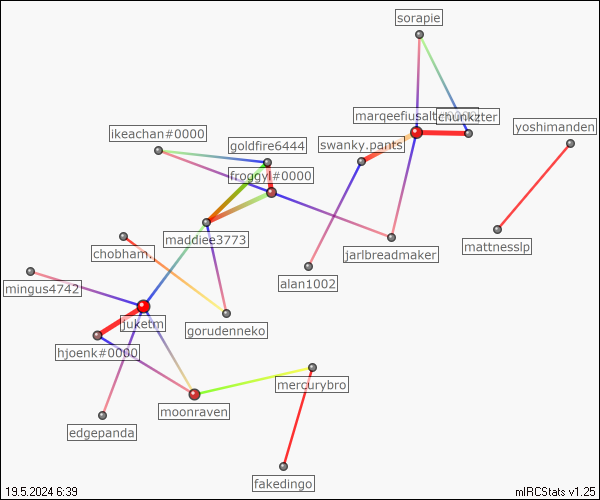 sorapie
marqeefiusalt#0000
chunkzter
yoshimanden
ikeachan#0000
goldfire6444
swanky.pants
froggyl#0000
maddiee3773
mattnesslp
chobham.
jarlbreadmaker
alan1002
mingus4742
juketm
gorudenneko
hjoenk#0000
mercurybro
moonraven
edgepanda
fakedingo
19.5.2024 6:39
mIRCStats v1.25